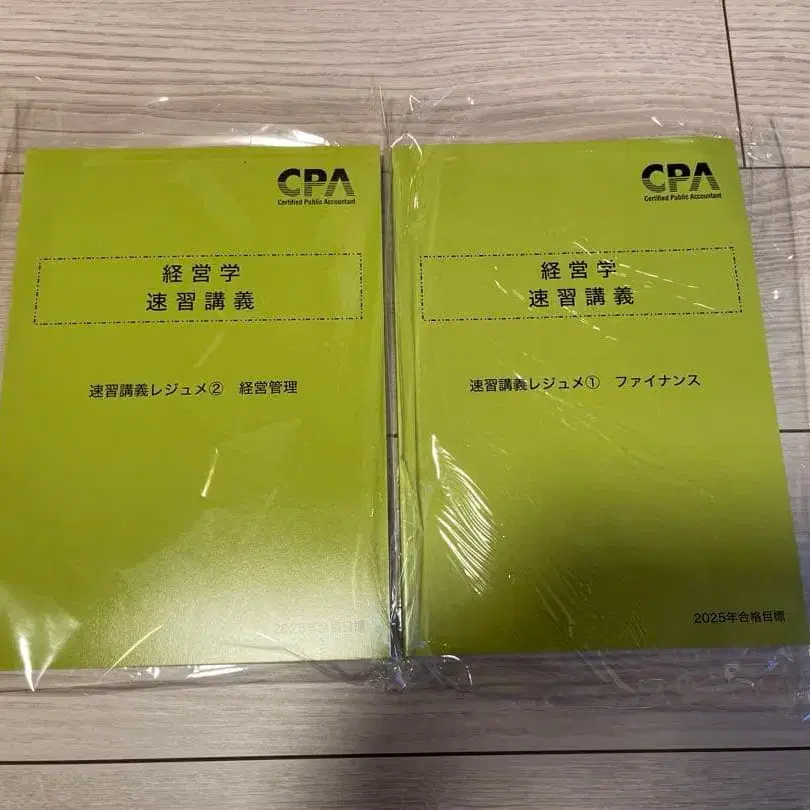 CPA
Certified Public Accountant
経営学
速習講義
速習講義レジュメ② 経営管理
CPA
Certified Public Accountant
経営学
速習講義
速習講義レジュメ① ファイナンス
2025年合格目標